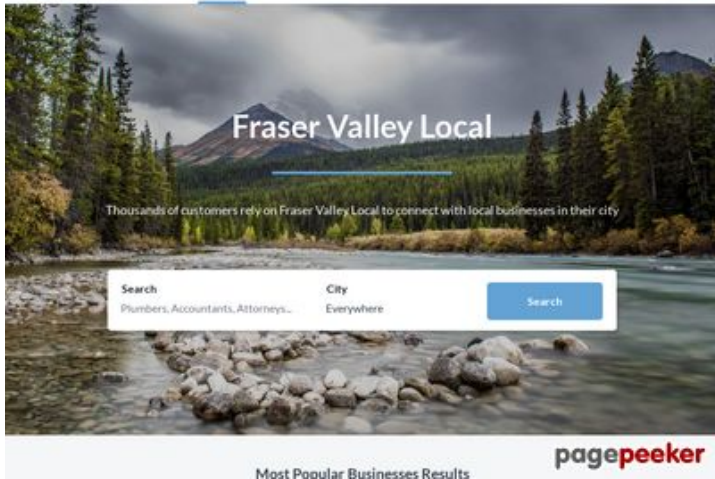 Fraser Valley Local
Thousands of customers rely on Fraser Valley Local to connect with local businesses in their city
Search
City
Plumbers, Accountants, Attorneys...
Everywhere
Search
pagepeeker
Most Popular Businesses Results